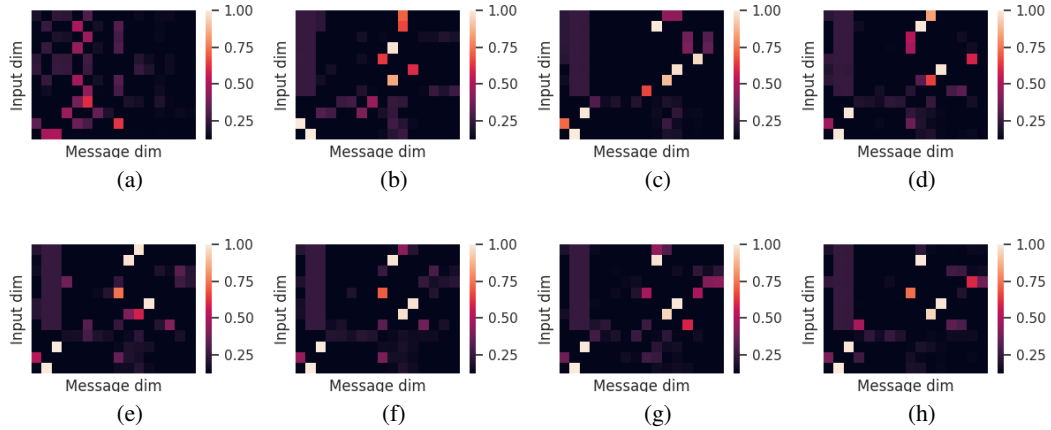 1.00
0.75
0.50
0.25
Input dim
Message dim
(a)
1.00
0.75
0.50
0.25
Input dim
Message dim
(b)
1.00
0.75
0.50
0.25
Input dim
Message dim
(c)
1.00
0.75
0.50
0.25
Input dim
Message dim
(d)
1.00
0.75
0.50
0.25
Input dim
Message dim
(e)
1.00
0.75
0.50
0.25
Input dim
Message dim
(f)
1.00
0.75
0.50
0.25
Input dim
Message dim
(g)
1.00
0.75
0.50
0.25
Input dim
Message dim
(h)